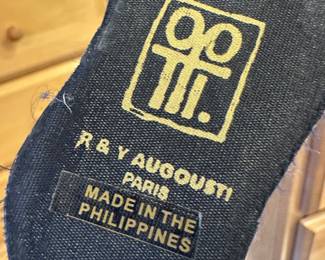 R & Y AUGOUSTI
PARIS
MADE IN THE
PHILIPPINES